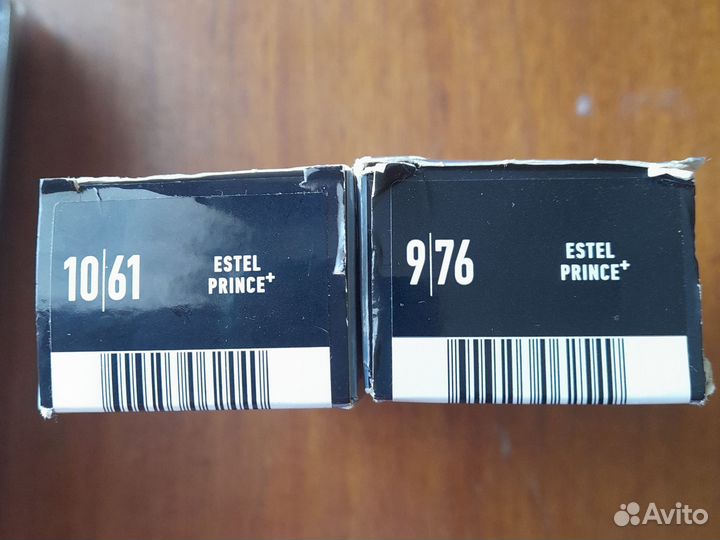 10|61
ESTEL
PRINCE+
9|76
ESTEL
PRINCE+
Avito